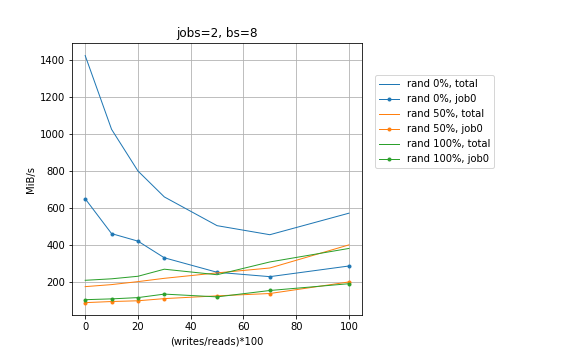 jobs=2, bs=8
1400
1200
1000
800
600
400
200
MiB/s
0
20
40
60
80
100
(writes/reads)*100
rand 0%, total
rand 0%, job0
rand 50%, total
rand 50%, job0
rand 100%, total
rand 100%, job0